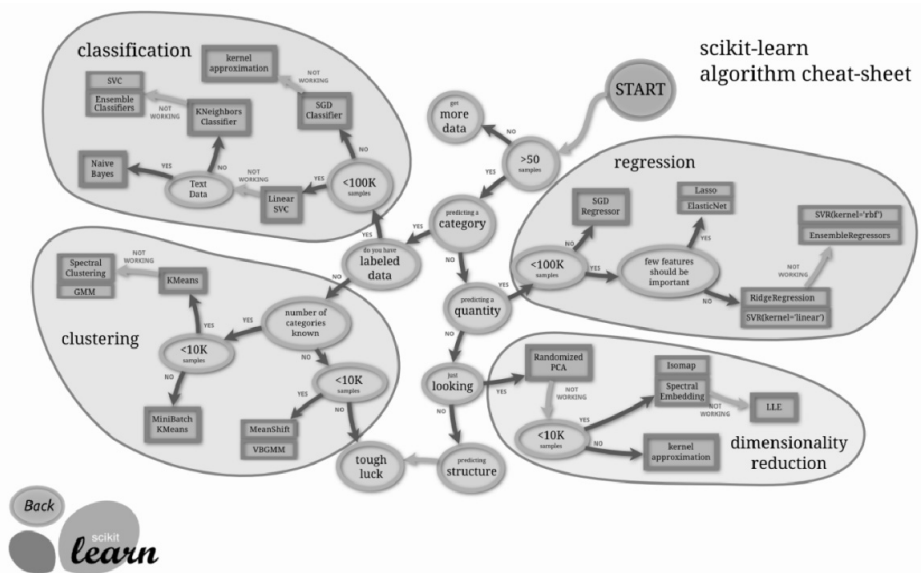 scikit-learn
algorithm cheat-sheet
START
get
more
data
NO
>50
samples
YES
predicting a
category
YES
NO
do you have
labeled
data
YES
NO
predicting a
quantity
YES
NO
just
looking
YES
NO
predicting
structure
tough
luck
classification
kernel
approximation
NOT
WORKING
SVC
Ensemble
Classifiers
NOT
WORKING
KNeighbors
Classifier
SGD
Classifier
NO
Naive
Bayes
YES
NO
Text
Data
NOT
WORKING
Linear
SVC
YES
<100K
samples
regression
SGD
Regressor
NO
<100K
samples
YES
few features
should be
important
YES
NO
Lasso
ElasticNet
SVR(kernel='rbf')
EnsembleRegressors
NOT
WORKING
RidgeRegression
SVR(kernel='linear')
clustering
Spectral
Clustering
GMM
NOT
WORKING
KMeans
YES
<10K
samples
NO
YES
number of
categories
known
NO
MiniBatch
KMeans
<10K
samples
YES
NO
MeanShift
VBGMM
Randomized
PCA
NOT
WORKING
<10K
samples
YES
NO
Isomap
Spectral
Embedding
NOT
WORKING
LLE
kernel
approximation
dimensionality
reduction
Back
scikit
learn